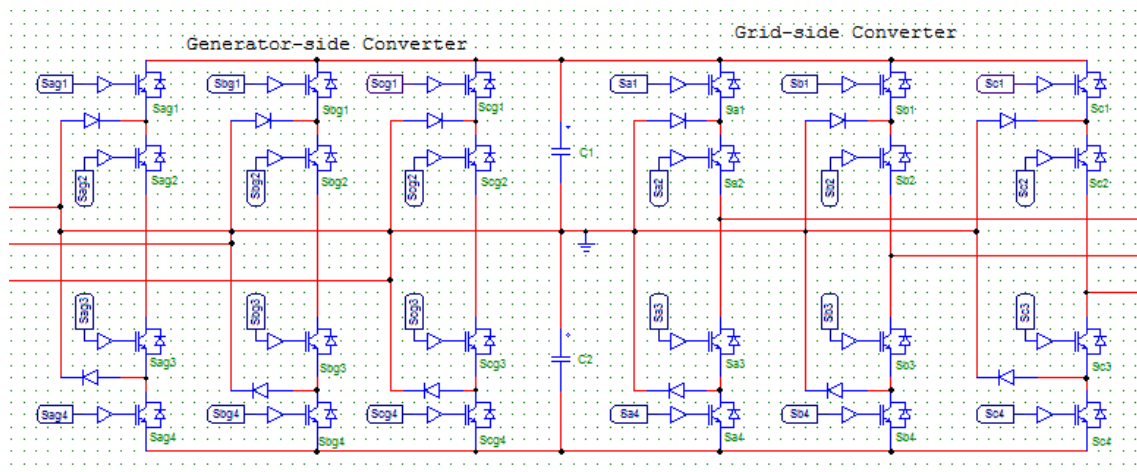 Generator-side Converter
Grid-side Converter
Sag1 Sbg1 Scg1 Sa1 Sb1 Sc1
Sag1 Sbg1 Scg1 Sa1 Sb1 Sc1
C1
Sag2 Sbg2 Scg2 Sa2 Sb2 Sc2
Sag2 Sbg2 Scg2 Sa2 Sb2 Sc2
Sag3 Sbg3 Scg3 Sa3 Sb3 Sc3
Sag3 Sbg3 Scg3 Sa3 Sb3 Sc3
C2
Sag4 Sbg4 Scg4 Sa4 Sb4 Sc4
Sag4 Sbg4 Scg4 Sa4 Sb4 Sc4